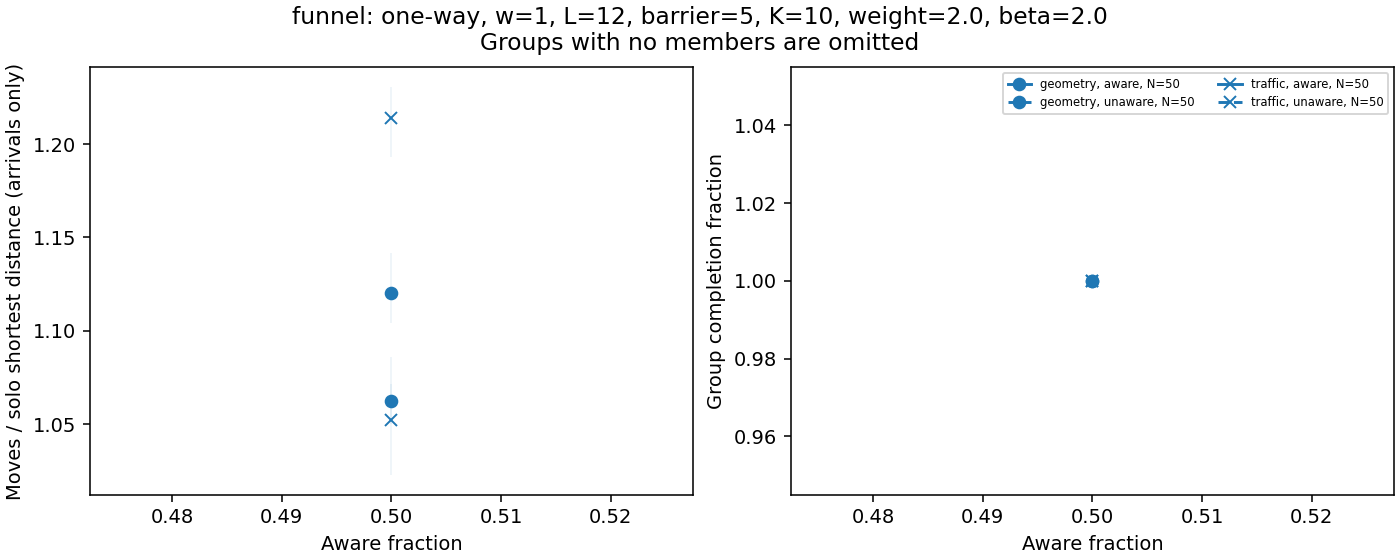 funnel: one-way, w=1, L=12, barrier=5, K=10, weight=2.0, beta=2.0
Groups with no members are omitted
Moves / solo shortest distance (arrivals only)
1.20
1.15
1.10
1.05
0.48 0.49 0.50 0.51 0.52
Aware fraction
Group completion fraction
1.04
1.02
1.00
0.98
0.96
geometry, aware, N=50
geometry, unaware, N=50
traffic, aware, N=50
traffic, unaware, N=50
0.48 0.49 0.50 0.51 0.52
Aware fraction